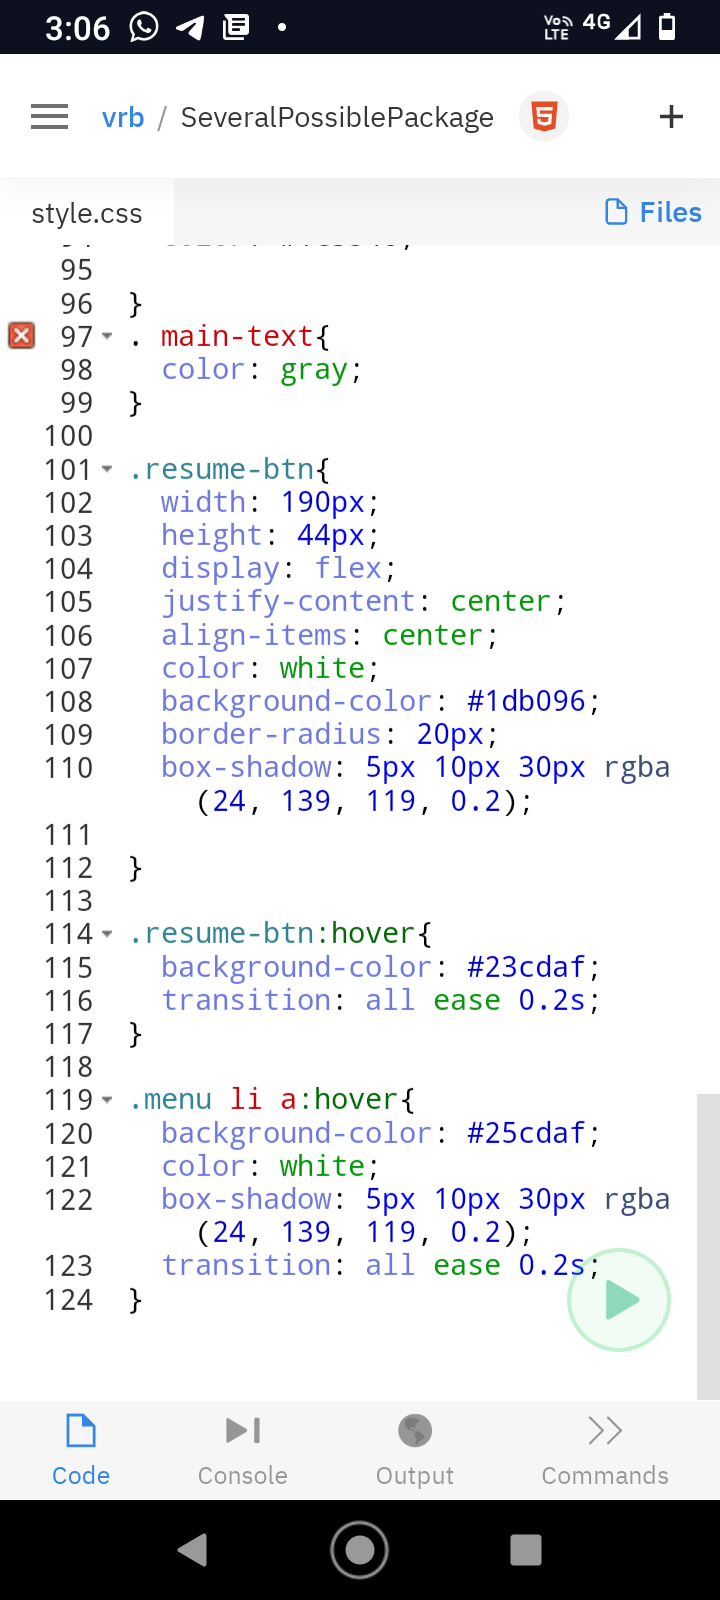 3:06 Vo)) LTE 4G
vrb / SeveralPossiblePackage 5 +
style.css Files
95
96 }
97 . main-text{
98 color: gray;
99 }
100
101 .resume-btn{
102 width: 190px;
103 height: 44px;
104 display: flex;
105 justify-content: center;
106 align-items: center;
107 color: white;
108 background-color: #1db096;
109 border-radius: 20px;
110 box-shadow: 5px 10px 30px rgba
(24, 139, 119, 0.2);
111
112 }
113
114 .resume-btn:hover{
115 background-color: #23cdaf;
116 transition: all ease 0.2s;
117 }
118
119 .menu li a:hover{
120 background-color: #25cdaf;
121 color: white;
122 box-shadow: 5px 10px 30px rgba
(24, 139, 119, 0.2);
123 transition: all ease 0.2s;
124 }
Code Console Output Commands